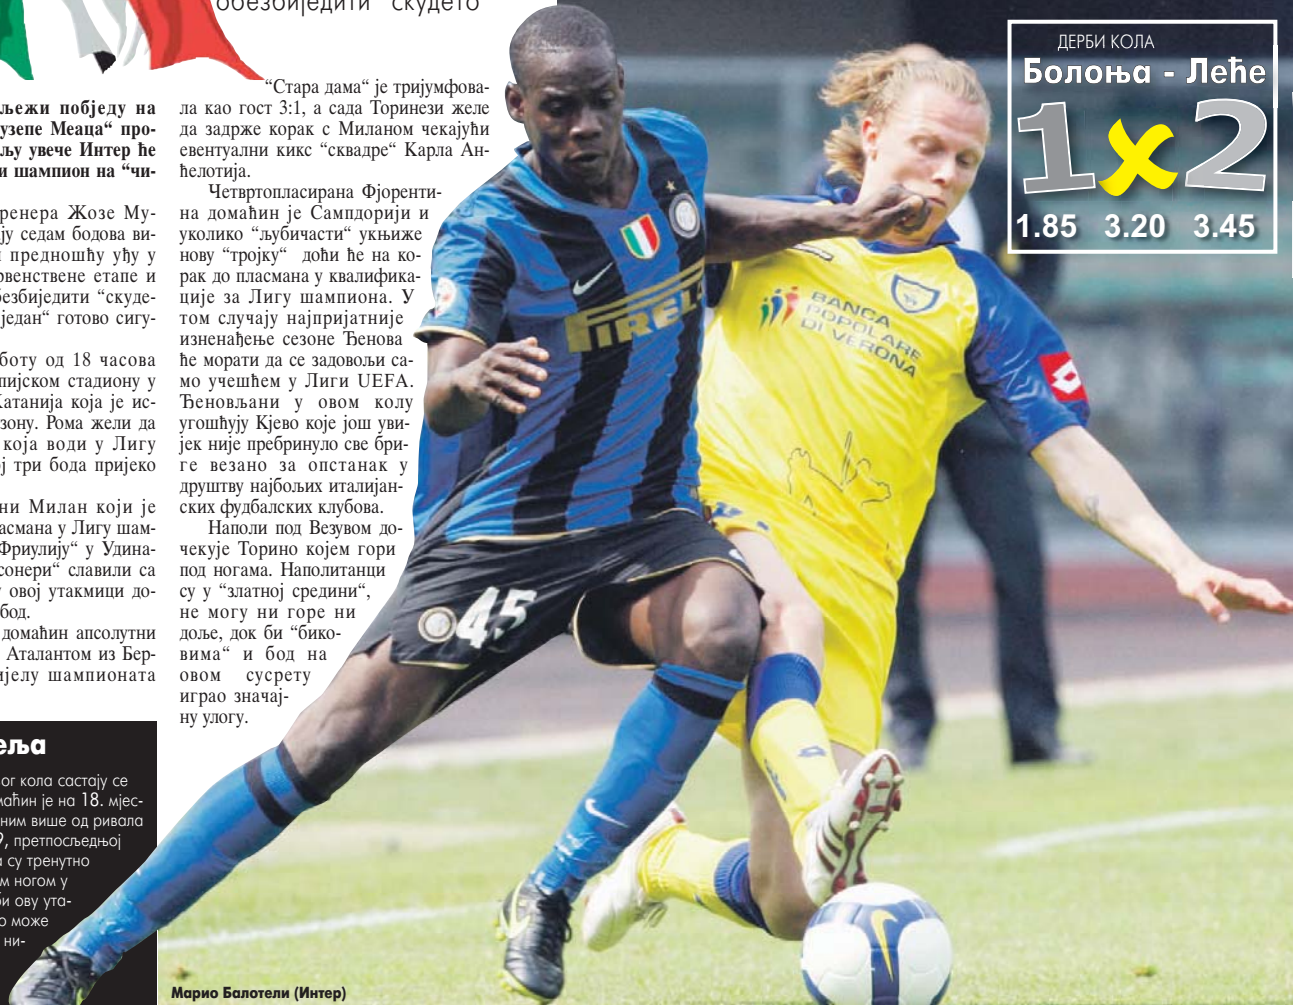 обезбиједити “скудето
љежи побједу на
узепе Меаца“ про-
љу увече Интер ће
и шампион на “чи-
ренера Жозе Му-
ју седам бодова ви-
предношћу уђу у
рвенствене етапе и
безбиједити “скуде-
један“ готово сигу-
боту од 18 часова
пијском стадиону у
Катанија која је ис-
зону. Рома жели да
која води у Лигу
ј три бода пријеко
ни Милан који је
ласмана у Лигу шам-
Фриулију“ у Удина-
сонери“ славили са
овој утакмици до-
бод.
домаћин апсолутни
Аталантом из Бер-
ијелу шампионата
“Стара дама“ је тријумфова-
ла као гост 3:1, а сада Торинези желе
да задрже корак с Миланом чекајући
евентуални кикс “сквадре“ Карла Ан-
ћелотија.
Четвртопласирана Фјоренти-
на домаћин је Сампдорији и
уколико “љубичасти“ укњиже
нову “тројку“ доћи ће на ко-
рак до пласмана у квалифика-
ције за Лигу шампиона. У
том случају најпријатније
изненађење сезоне Ђенова
ће морати да се задовољи са-
мо учешћем у Лиги UEFA.
Ђеновљани у овом колу
угошћују Кјево које још уви-
јек није пребринуло све бри-
ге везано за опстанак у
друштву најбољих италијан-
ских фудбалских клубова.
Наполи под Везувом до-
чекује Торино којем гори
под ногама. Наполитанци
су у “златној средини“,
не могу ни горе ни
доље, док би “бико-
вима“ и бод на
овом сусрету
играо значај-
ну улогу.
еља
ог кола састају се
маћин је на 18. мјес-
ним више од ривала
9, претпосљедњој
а су тренутно
м ногом у
би ову ута-
о може
ни-
ДЕРБИ КОЛА
Болоња - Леће
1 x 2
1.85 3.20 3.45
PIRELLI
BANCA
POPOLARE
DI VERONA
45
Марио Балотели (Интер)